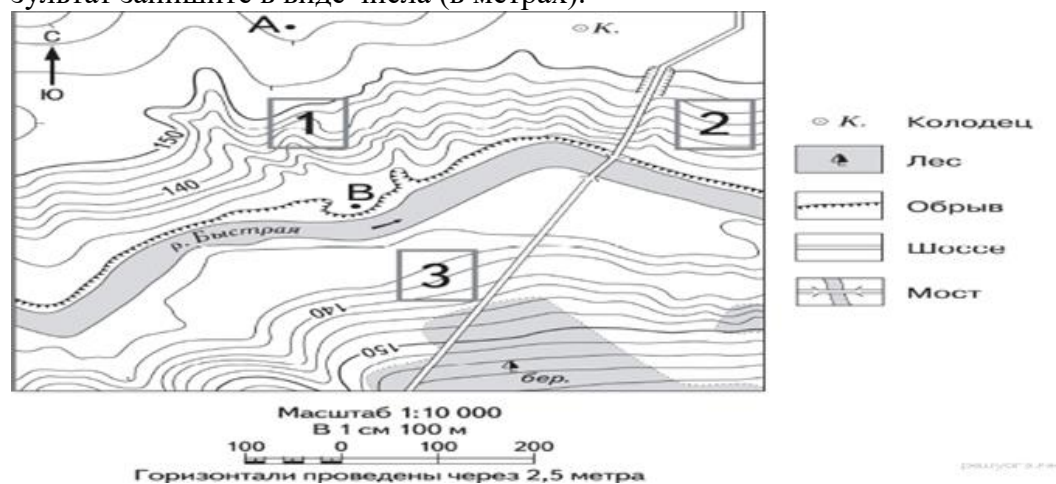 зультат запишите в виде числа (в метрах).
А
К.
С
Ю
1
2
150
140
В
р. Быстрая
3
140
150
бер.
К. Колодец
Лес
Обрыв
Шоссе
Мост
Масштаб 1:10 000
В 1 см 100 м
100 0 100 200
Горизонтали проведены через 2,5 метра